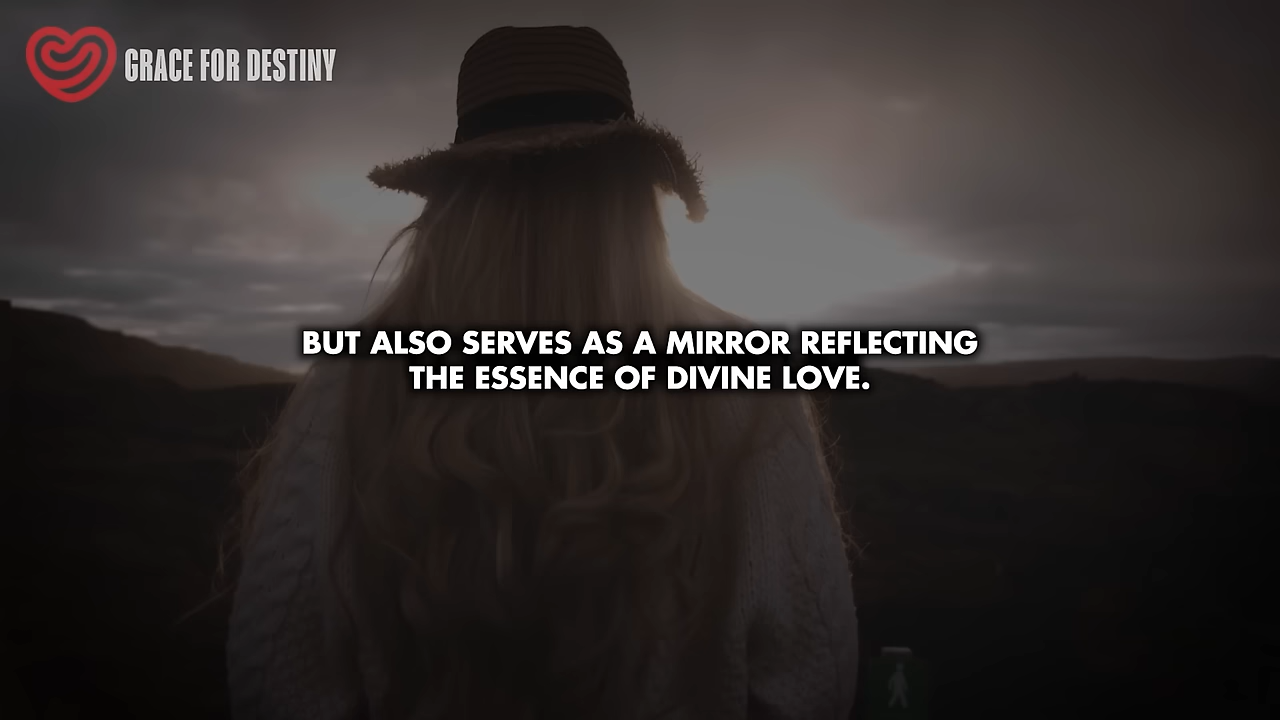 GRACE FOR DESTINY
BUT ALSO SERVES AS A MIRROR REFLECTING
THE ESSENCE OF DIVINE LOVE.